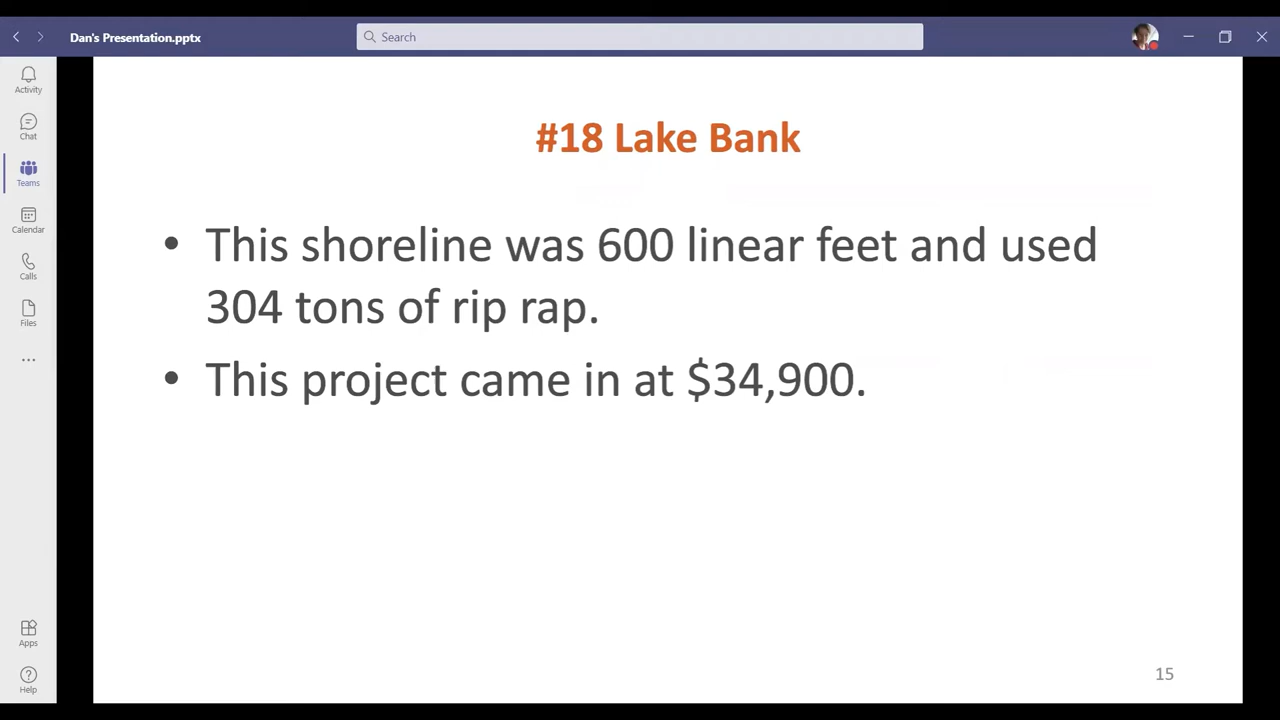 Dan's Presentation.pptx
Search
Activity
Chat
Teams
Calendar
Calls
Files
Apps
Help
#18 Lake Bank
• This shoreline was 600 linear feet and used
304 tons of rip rap.
• This project came in at $34,900.
15